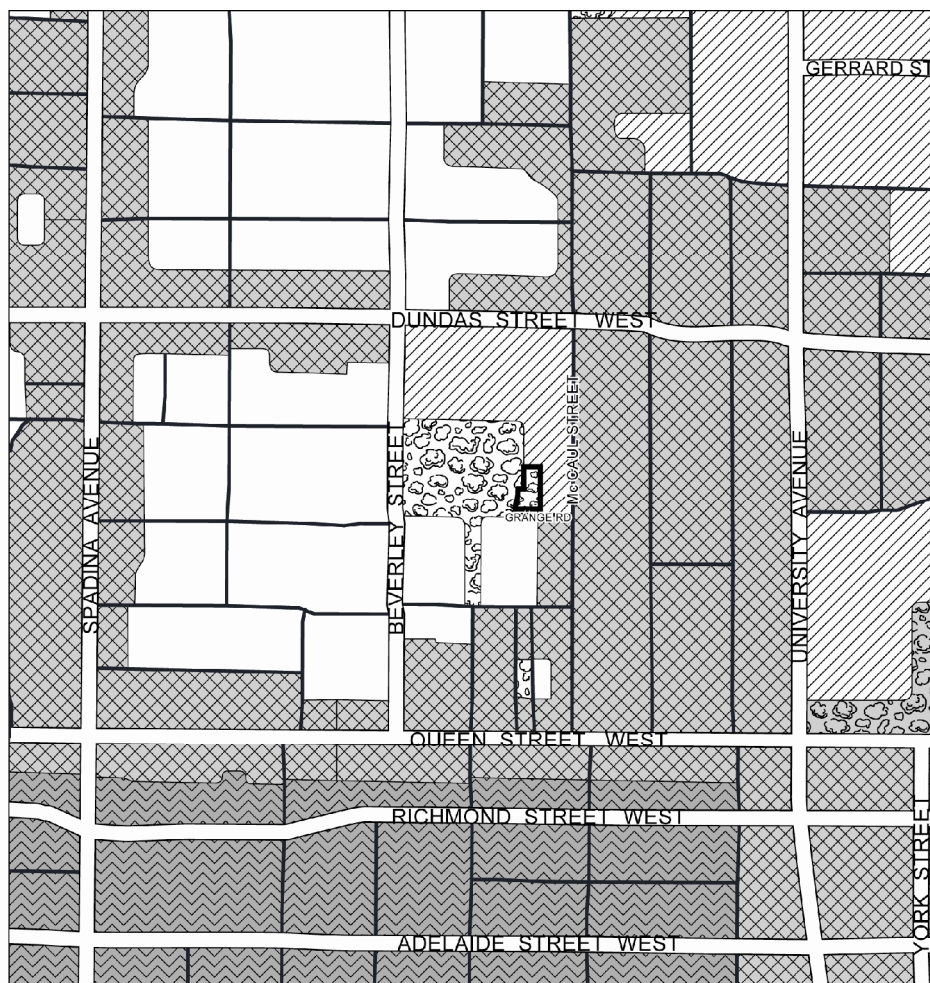 GERRARD ST
DUNDAS STREET WEST
McCAUL STREET
SPADINA AVENUE
BEVERLEY STREET
UNIVERSITY AVENUE
GRANGE RD
QUEEN STREET WEST
RICHMOND STREET WEST
YORK STREET
ADELAIDE STREET WEST